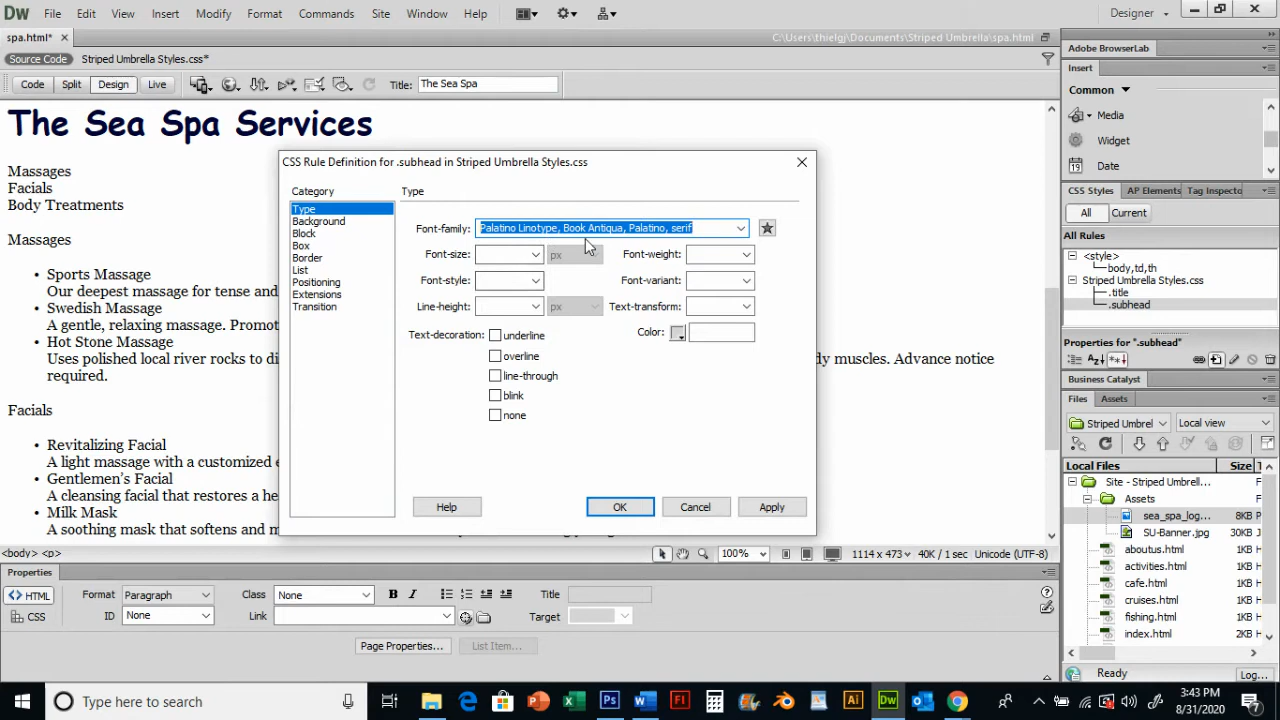 Dw File Edit View Insert Modify Format Commands Site Window Help Designer
spa.html* C:\Users\thielgj\Documents\Striped Umbrella\spa.html
Source Code Striped Umbrella Styles.css*
Code Split Design Live Title: The Sea Spa
The Sea Spa Services
Massages
Facials
Body Treatments
Massages
Sports Massage
Our deepest massage for tense and
Swedish Massage
A gentle, relaxing massage. Promot
Hot Stone Massage
Uses polished local river rocks to di
dy muscles. Advance notice
required.
Facials
Revitalizing Facial
A light massage with a customized e
Gentlemen's Facial
A cleansing facial that restores a he
Milk Mask
A soothing mask that softens and m
CSS Rule Definition for .subhead in Striped Umbrella Styles.css
Category
Type
Background
Block
Box
Border
List
Positioning
Extensions
Transition
Type
Font-family: Palatino Linotype, Book Antiqua, Palatino, serif
Font-size: px Font-weight:
Font-style: Font-variant:
Line-height: px Text-transform:
Text-decoration: underline Color:
overline
line-through
blink
none
Help OK Cancel Apply
Adobe BrowserLab
Insert
Common
Media
Widget
19 Date
CSS Styles AP Elements Tag Inspecto
All Current
All Rules
<style>
body,td,th
Striped Umbrella Styles.css
.title
.subhead
Properties for ".subhead"
Business Catalyst
Files Assets
Striped Umbrel Local view
Local Files Size
Site - Striped Umbrell... F
Assets F
sea_spa_log... 8KB F
SU-Banner.jpg 30KB F
aboutus.html 1KB F
activities.html 1KB F
cafe.html 1KB F
cruises.html 1KB F
fishing.html 1KB F
index.html 2KB F
Ready Log...
<body> <p> 100% 1114 x 473 40K / 1 sec Unicode (UTF-8)
Properties
HTML Format Paragraph Class None B I Title
CSS ID None Link Target
Page Properties... List Item...
Type here to search
Ps Fl Ai Dw
3:43 PM
8/31/2020
7